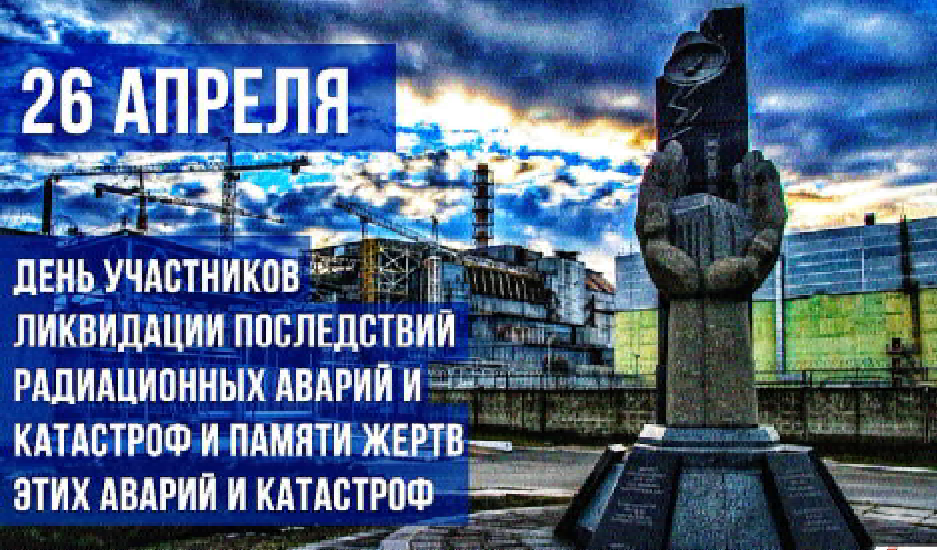 26 АПРЕЛЯ
ДЕНЬ УЧАСТНИКОВ
ЛИКВИДАЦИИ ПОСЛЕДСТВИЙ
РАДИАЦИОННЫХ АВАРИЙ И
КАТАСТРОФ И ПАМЯТИ ЖЕРТВ
ЭТИХ АВАРИЙ И КАТАСТРОФ